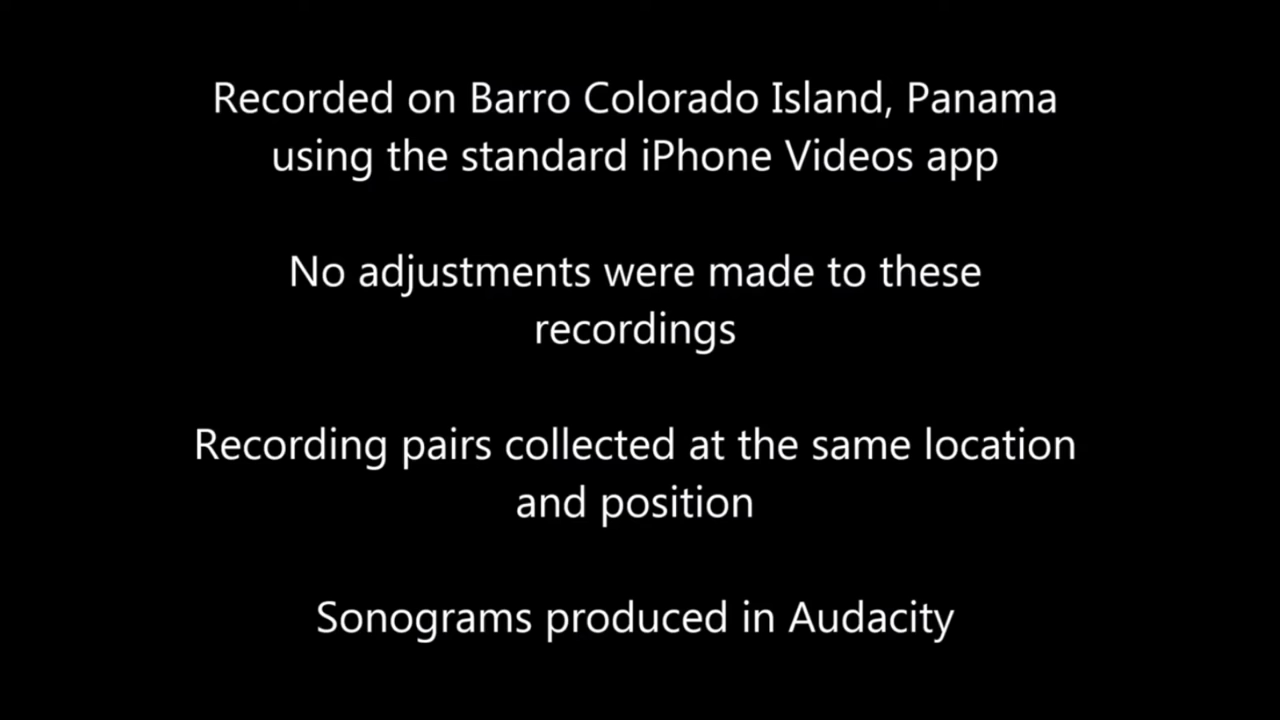 Recorded on Barro Colorado Island, Panama
using the standard iPhone Videos app
No adjustments were made to these
recordings
Recording pairs collected at the same location
and position
Sonograms produced in Audacity